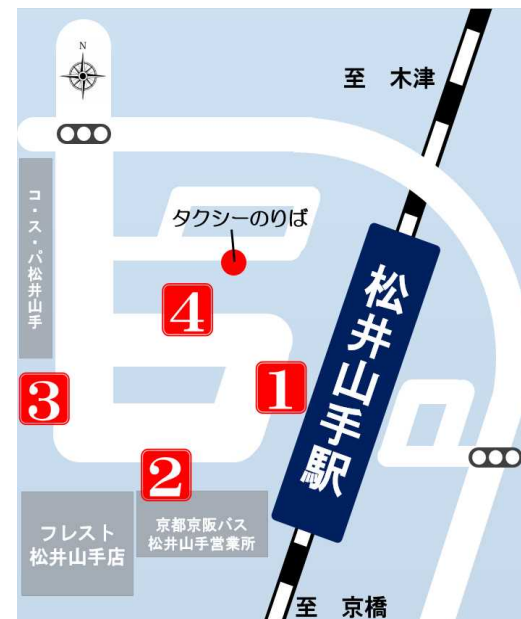 N
至 木津
コ・ス・パ松井山手
タクシーのりば
松井山手駅
4
1
3
2
フレスト
松井山手店
京都京阪バス
松井山手営業所
至 京橋